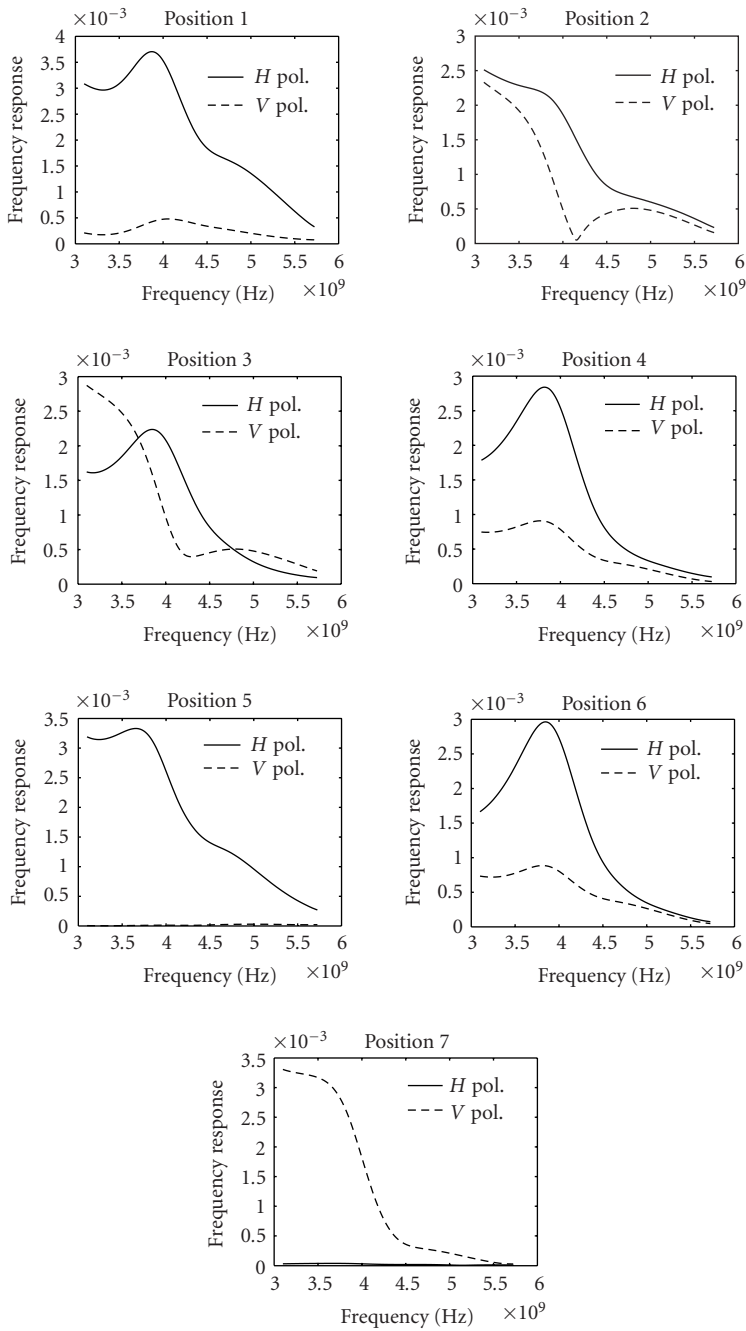 ×10⁻³ Position 1
4
3.5
3
2.5
2
1.5
1
0.5
0
Frequency response
H pol.
V pol.
3 3.5 4 4.5 5 5.5 6
Frequency (Hz) ×10⁹
×10⁻³ Position 2
3
2.5
2
1.5
1
0.5
0
Frequency response
H pol.
V pol.
3 3.5 4 4.5 5 5.5 6
Frequency (Hz) ×10⁹
×10⁻³ Position 3
3
2.5
2
1.5
1
0.5
0
Frequency response
H pol.
V pol.
3 3.5 4 4.5 5 5.5 6
Frequency (Hz) ×10⁹
×10⁻³ Position 4
3
2.5
2
1.5
1
0.5
0
Frequency response
H pol.
V pol.
3 3.5 4 4.5 5 5.5 6
Frequency (Hz) ×10⁹
×10⁻³ Position 5
3.5
3
2.5
2
1.5
1
0.5
0
Frequency response
H pol.
V pol.
3 3.5 4 4.5 5 5.5 6
Frequency (Hz) ×10⁹
×10⁻³ Position 6
3
2.5
2
1.5
1
0.5
0
Frequency response
H pol.
V pol.
3 3.5 4 4.5 5 5.5 6
Frequency (Hz) ×10⁹
×10⁻³ Position 7
3.5
3
2.5
2
1.5
1
0.5
0
Frequency response
H pol.
V pol.
3 3.5 4 4.5 5 5.5 6
Frequency (Hz) ×10⁹